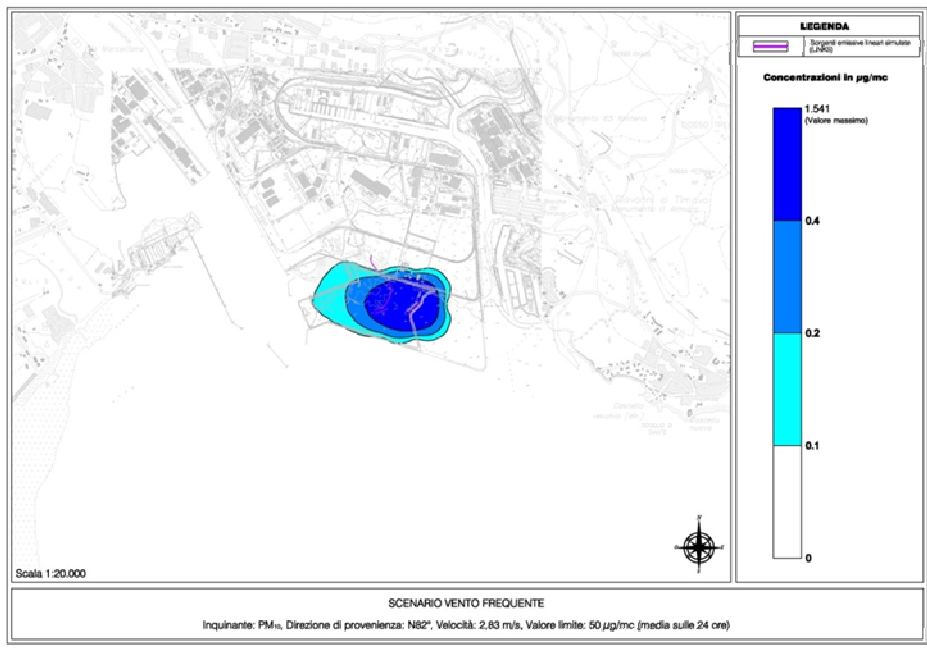 LEGENDA
Sorgenti emissive lineari simulate
(LINKS)
Concentrazioni in µg/mc
1.541
(Valore massimo)
0.4
0.2
0.1
0
N
Scala 1:20.000
SCENARIO VENTO FREQUENTE
Inquinante: PM₁₀, Direzione di provenienza: N82°, Velocità: 2,63 m/s, Valore limite: 50 µg/mc (media sulle 24 ore)